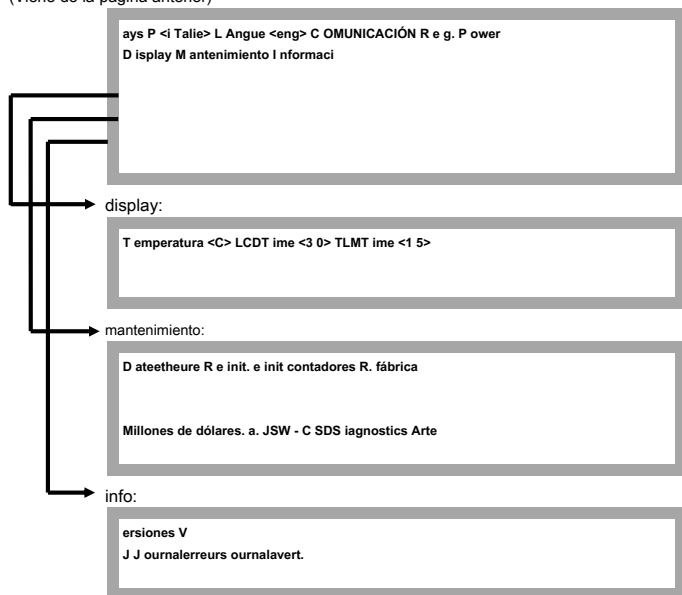 (Viene de la página anterior)
ays P <i Talie> L Angue <eng> C OMUNICACIÓN R e g. P ower
D isplay M antenimiento I nformaci
display:
T emperatura <C> LCDT ime <3 0> TLMT ime <1 5>
mantenimiento:
D ateetheure R e init. e init contadores R. fábrica
Millones de dólares. a. JSW - C SDS iagnostics Arte
info:
ersiones V
J J ournalerreurs ournalavert.